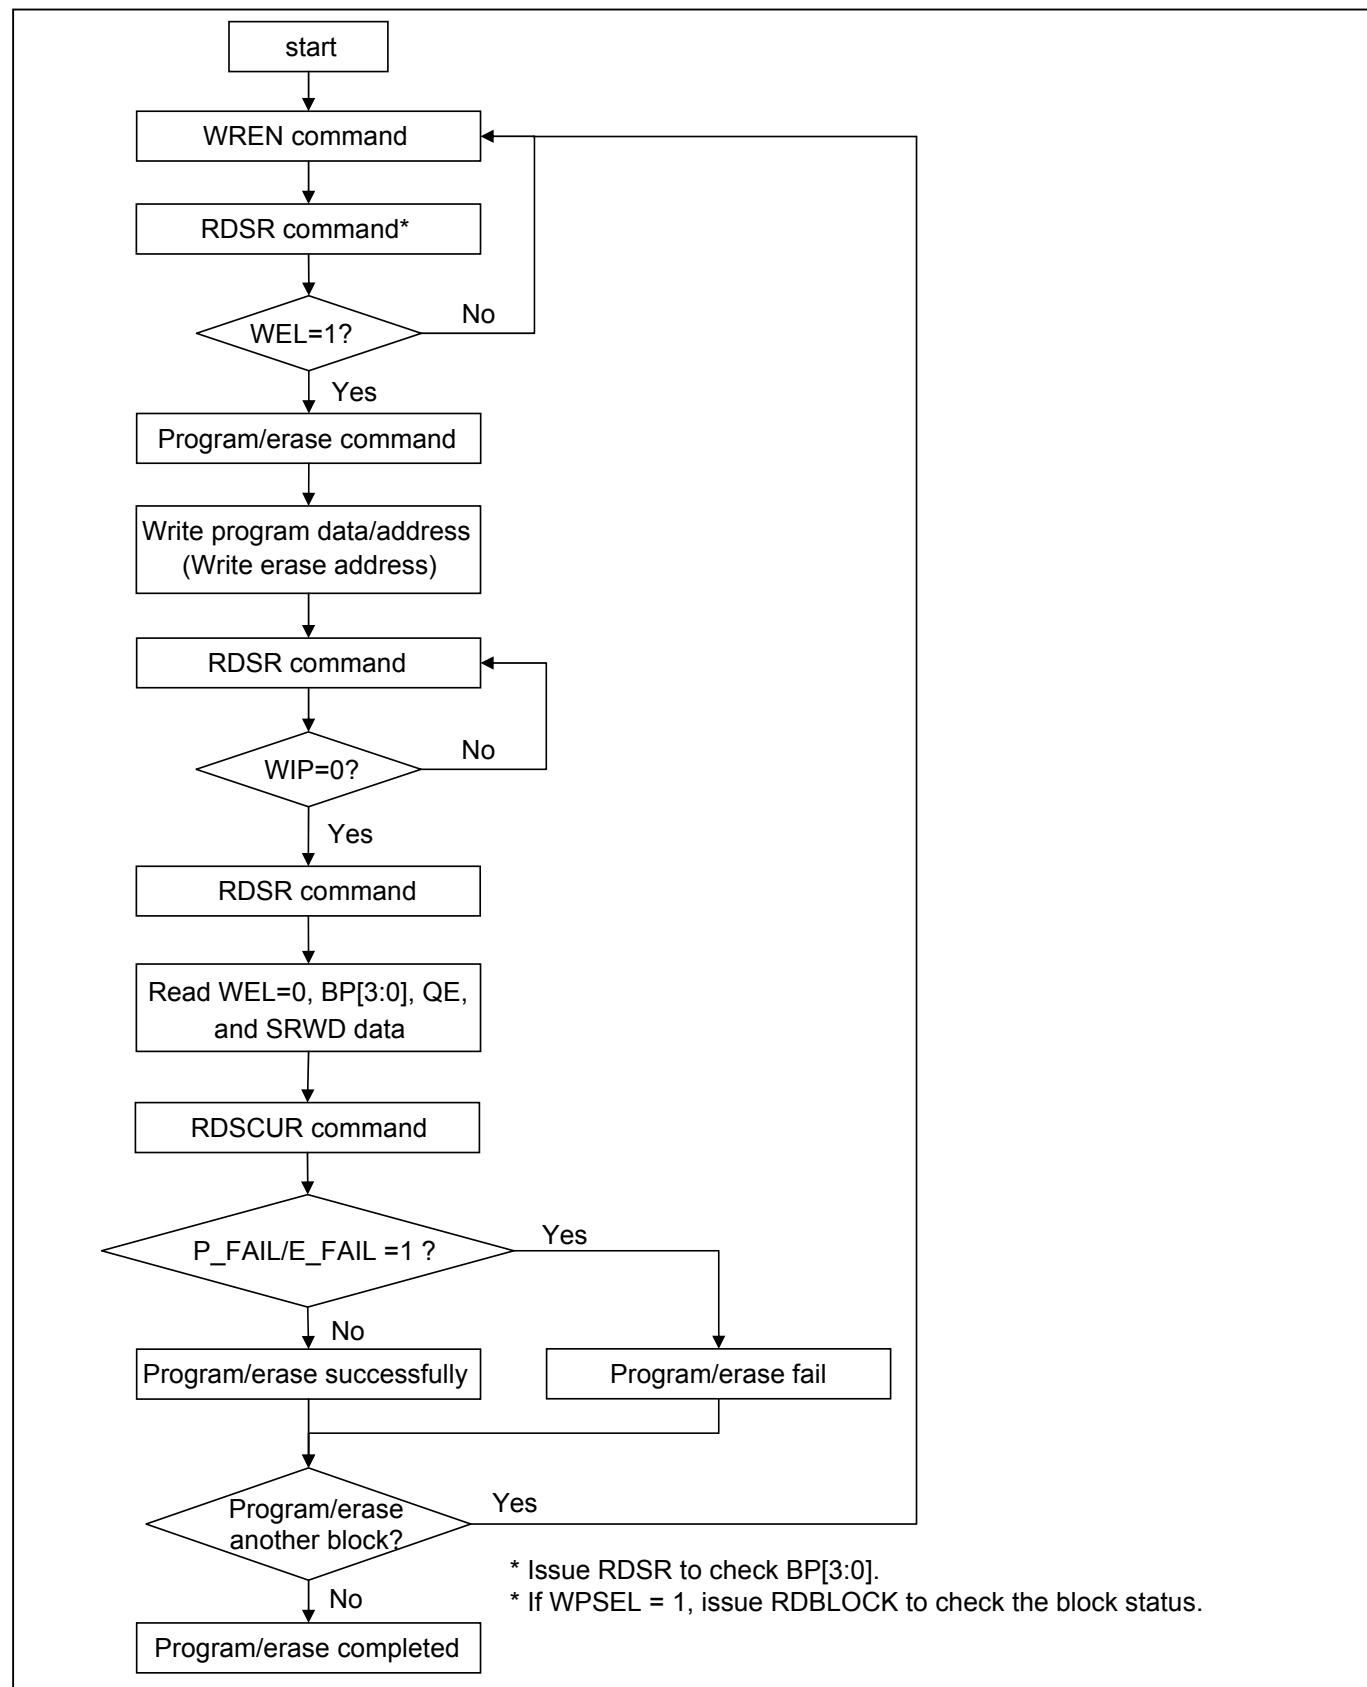 start
WREN command
RDSR command*
WEL=1?
No
Yes
Program/erase command
Write program data/address
(Write erase address)
RDSR command
WIP=0?
No
Yes
RDSR command
Read WEL=0, BP[3:0], QE,
and SRWD data
RDSCUR command
P_FAIL/E_FAIL =1 ?
Yes
No
Program/erase successfully
Program/erase fail
Program/erase
another block?
Yes
No
* Issue RDSR to check BP[3:0].
* If WPSEL = 1, issue RDBLOCK to check the block status.
Program/erase completed